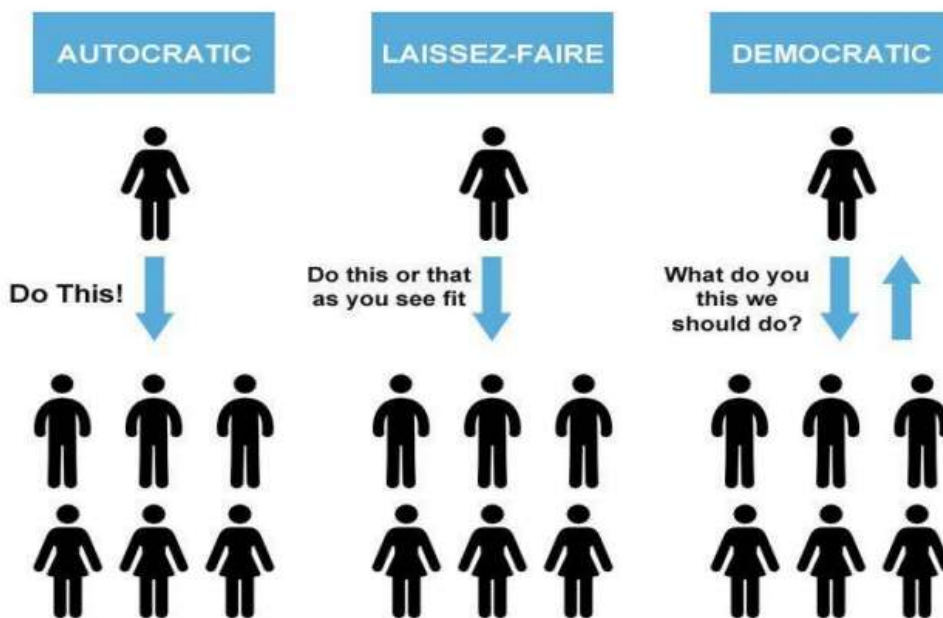 AUTOCRATIC
LAISSEZ-FAIRE
DEMOCRATIC
Do This!
Do this or that
as you see fit
What do you
this we
should do?